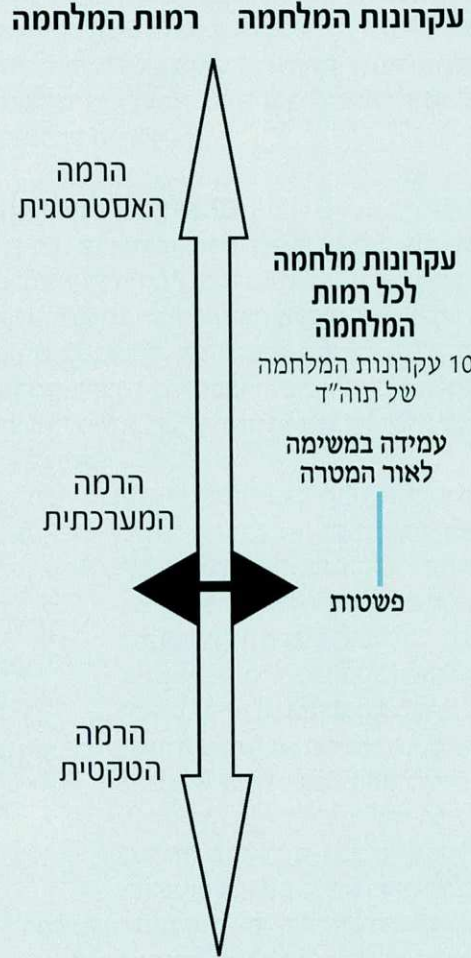 עקרונות המלחמה
רמות המלחמה
הרמה
האסטרטגית
עקרונות מלחמה
לכל רמות
המלחמה
10 עקרונות המלחמה
של תוה"ד
עמידה במשימה
לאור המטרה
הרמה
המערכתית
פשטות
הרמה
הטקטית